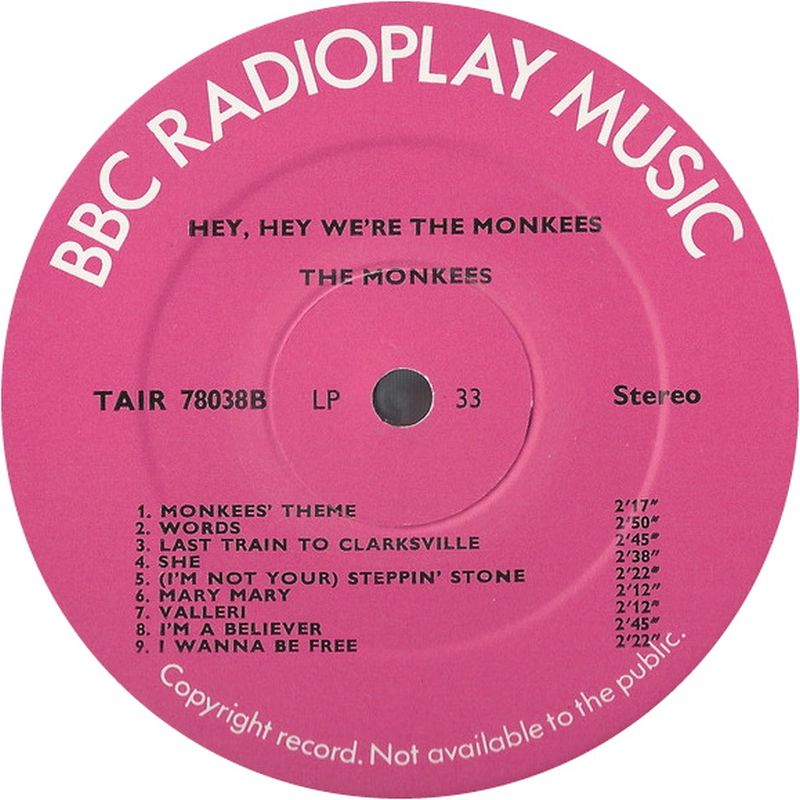 BBC RADIOPLAY MUSIC
HEY, HEY WE'RE THE MONKEES
THE MONKEES
TAIR 78038B LP 33 Stereo
1. MONKEES' THEME 2'17"
2. WORDS 2'50"
3. LAST TRAIN TO CLARKSVILLE 2'45"
4. SHE 2'38"
5. (I'M NOT YOUR) STEPPIN' STONE 2'22"
6. MARY MARY 2'12"
7. VALLERI 2'12"
8. I'M A BELIEVER 2'45"
9. I WANNA BE FREE 2'22"
Copyright record. Not available to the public.